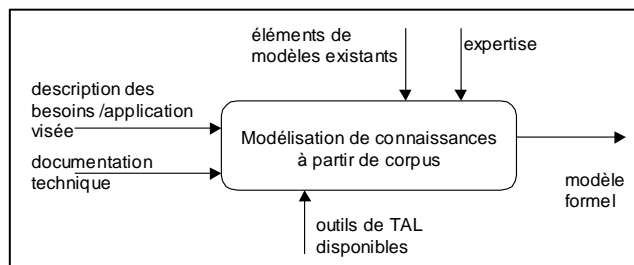 éléments de
modèles existants
expertise
description des
besoins /application
visée
documentation
technique
Modélisation de connaissances
à partir de corpus
modèle
formel
outils de TAL
disponibles